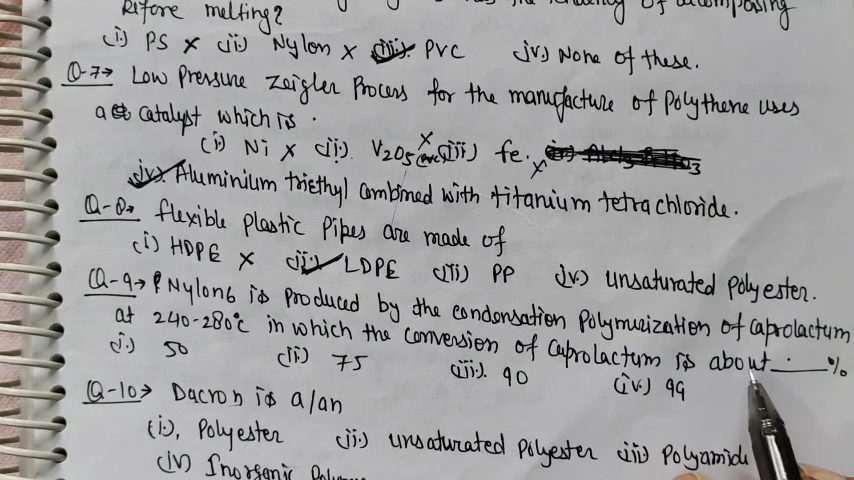 before melting?
(i) PS × (ii) Nylon × (iii) PVC (iv) None of these.
Q-7→ Low Pressure Zeigler Process for the manufacture of Polythene uses
a catalyst which is .
(i) Ni × (ii) V2O5 × (iii) fe. ×
(iv) Aluminium triethyl combined with titanium tetrachloride.
Q-8→ flexible plastic Pipes are made of
(i) HDPE × (ii) LDPE (iii) PP (iv) unsaturated Polyester.
Q-9→ Nylon6 is produced by the condensation Polymerization of caprolactum
at 240-280°c in which the conversion of caprolactum is about ____ %
(i) 50 (ii) 75 (iii) 90 (iv) 99
Q-10→ Dacron is a/an
(i), Polyester (ii) unsaturated polyester (iii) Polyamide
(iv) Inorganic